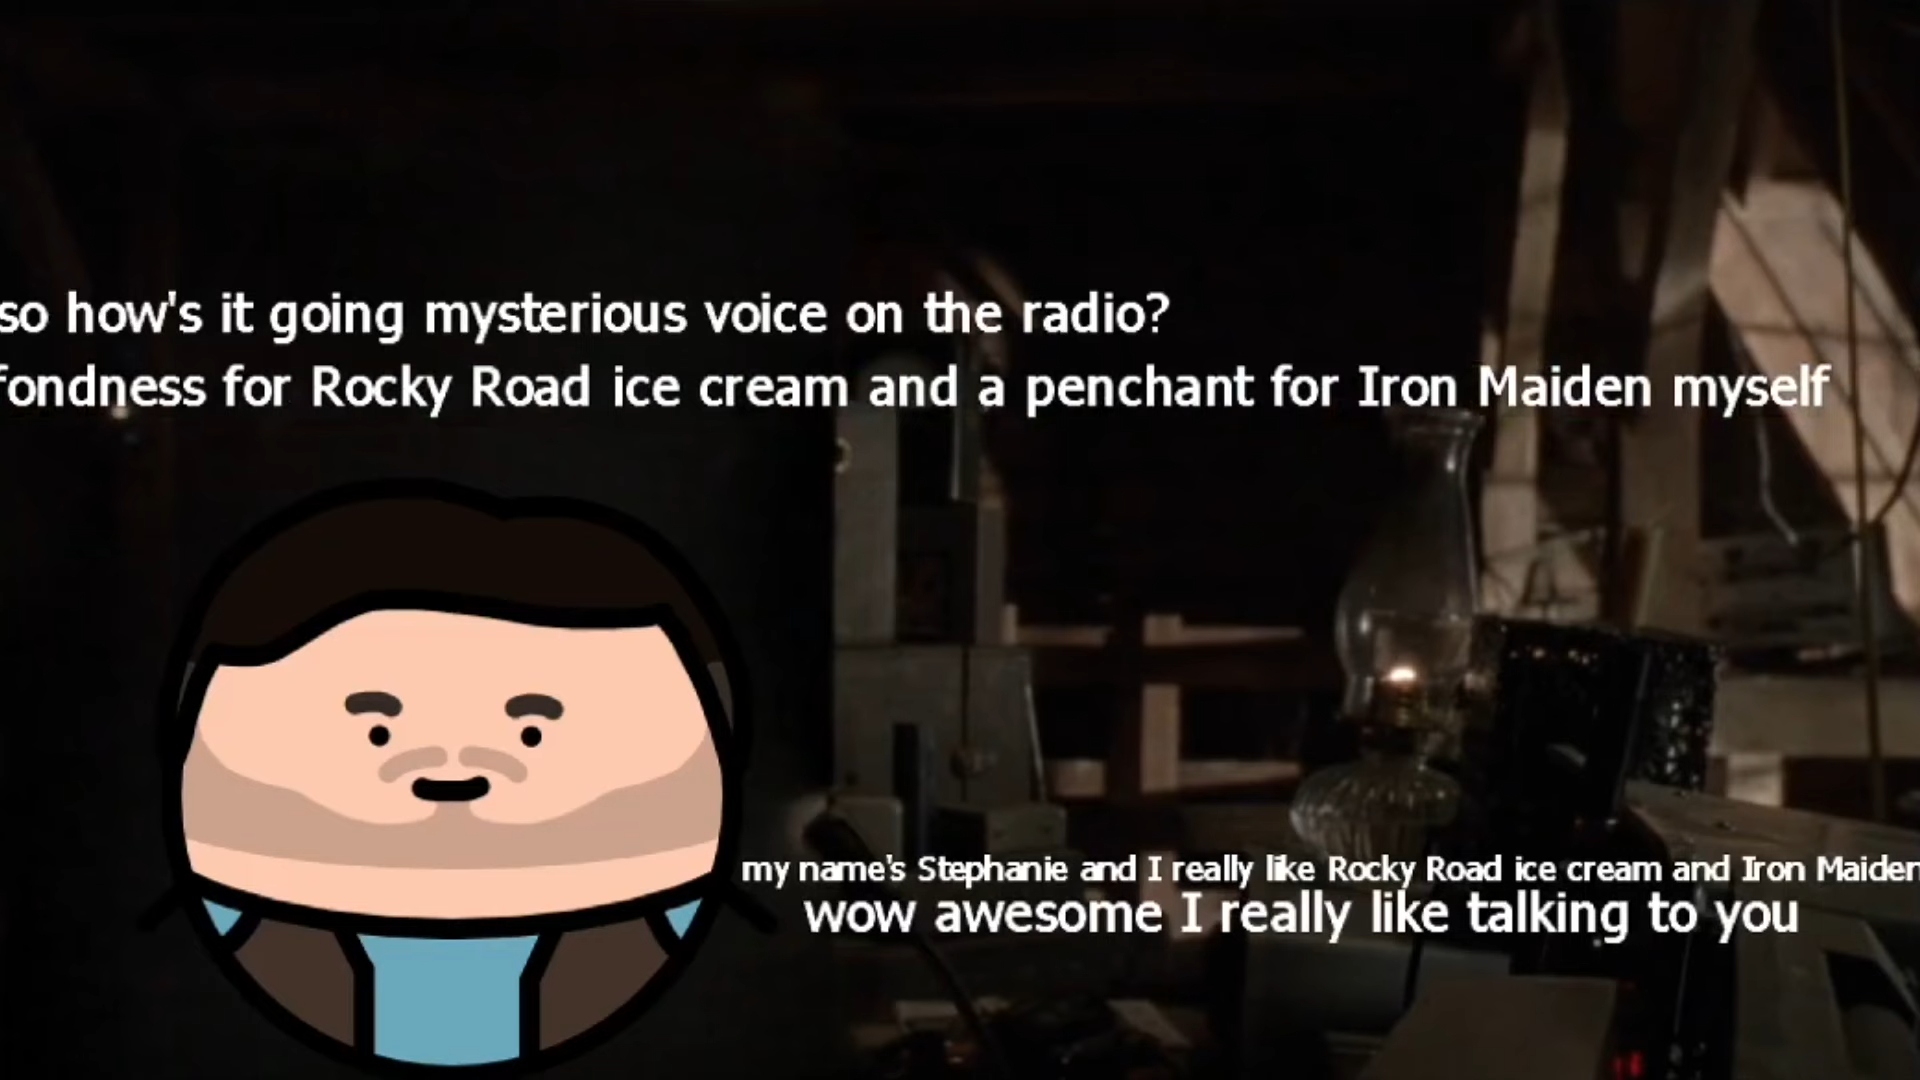 so how's it going mysterious voice on the radio?
fondness for Rocky Road ice cream and a penchant for Iron Maiden myself
my name's Stephanie and I really like Rocky Road ice cream and Iron Maiden
wow awesome I really like talking to you